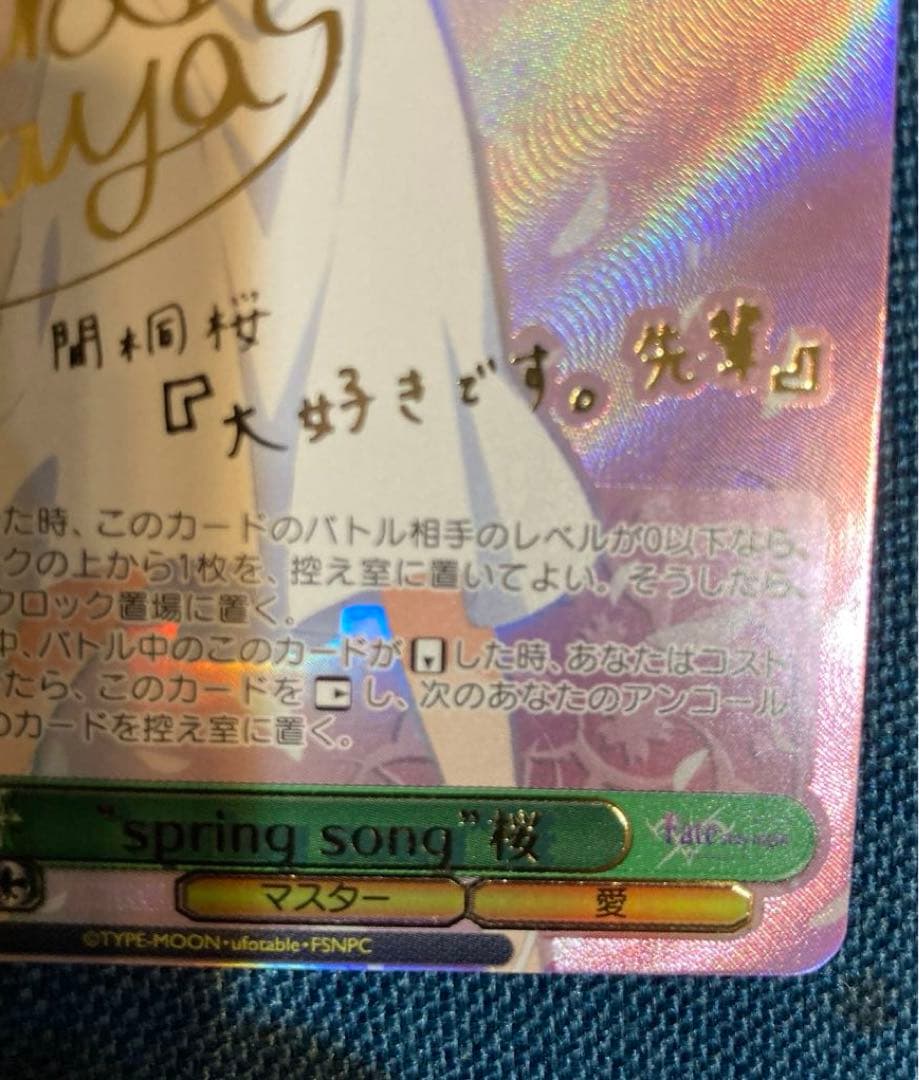 aya
間桐桜
『大好きです。先輩』
た時、このカードのバトル相手のレベルが0以下なら、
クの上から1枚を、控え室に置いてよい。そうしたら、
クロック置場に置く。
中、バトル中のこのカードが したした時、あなたはコスト
たら、このカードを し、次のあなたのアンコール
のカードを控え室に置く。
“spring song”桜
Fate
マスター 愛
©TYPE-MOON・ufotable・FSNPC